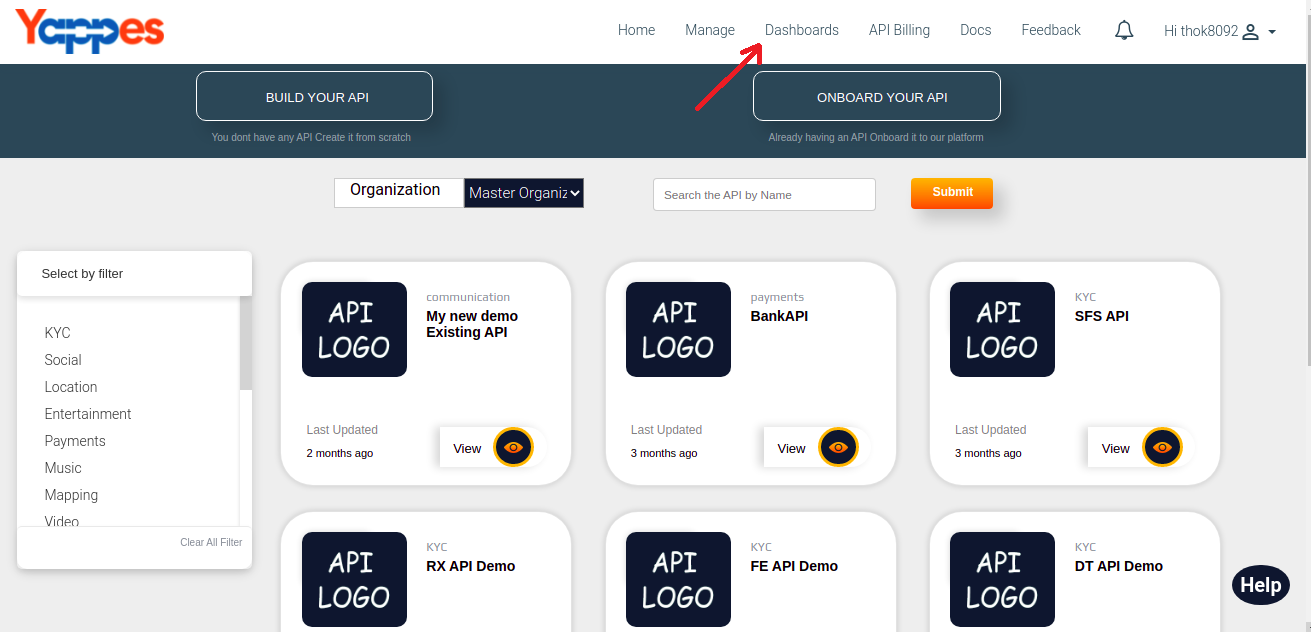 Yappes
Home Manage Dashboards API Billing Docs Feedback Hi thok8092
BUILD YOUR API ONBOARD YOUR API
You dont have any API Create it from scratch Already having an API Onboard it to our platform
Organization Master Organiz Search the API by Name Submit
Select by filter
KYC
Social
Location
Entertainment
Payments
Music
Mapping
Video
Clear All Filter
API LOGO
communication
My new demo
Existing API
Last Updated
2 months ago
View
API LOGO
payments
BankAPI
Last Updated
3 months ago
View
API LOGO
KYC
SFS API
Last Updated
3 months ago
View
API LOGO
KYC
RX API Demo
API LOGO
KYC
FE API Demo
API LOGO
KYC
DT API Demo
Help